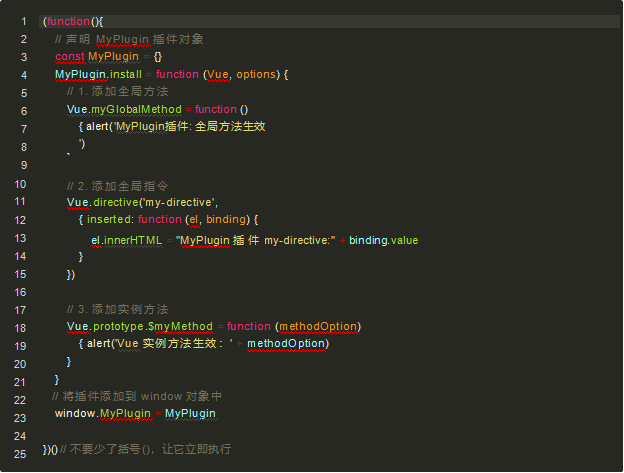 1 (function(){
2 // 声明 MyPlugin 插件对象
3 const MyPlugin = {}
4 MyPlugin.install = function (Vue, options) {
5 // 1. 添加全局方法
6 Vue.myGlobalMethod = function ()
7 { alert('MyPlugin插件: 全局方法生效
8 ')
9 `
10 // 2. 添加全局指令
11 Vue.directive('my-directive',
12 { inserted: function (el, binding) {
13 el.innerHTML = "MyPlugin 插 件 my-directive:" + binding.value
14 }
15 })
16
17 // 3. 添加实例方法
18 Vue.prototype.$myMethod = function (methodOption)
19 { alert('Vue 实例方法生效： ' + methodOption)
20 }
21 }
22 // 将插件添加到 window 对象中
23 window.MyPlugin = MyPlugin
24
25 })() // 不要少了括号()，让它立即执行